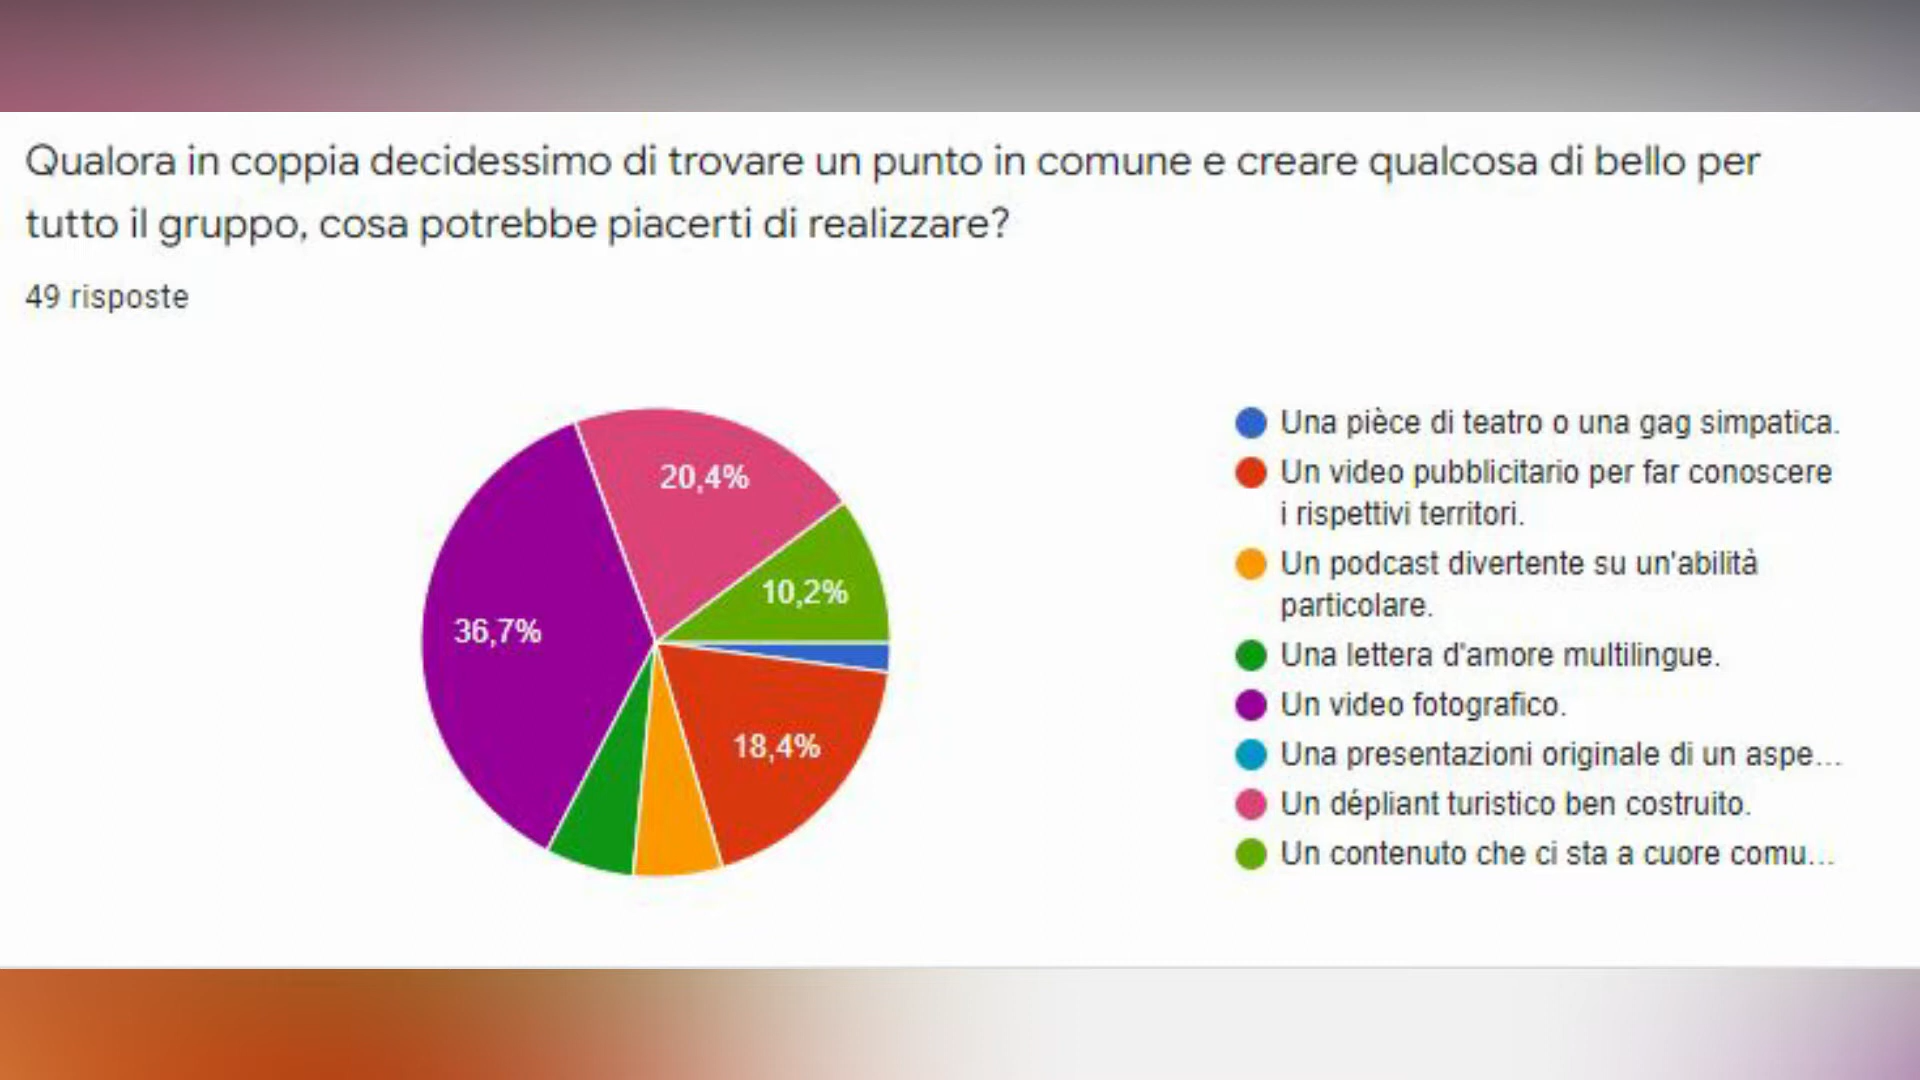 Qualora in coppia decidessimo di trovare un punto in comune e creare qualcosa di bello per
tutto il gruppo, cosa potrebbe piacerti di realizzare?
49 risposte
20,4%
10,2%
36,7%
18,4%
Una pièce di teatro o una gag simpatica.
Un video pubblicitario per far conoscere
i rispettivi territori.
Un podcast divertente su un'abilità
particolare.
Una lettera d'amore multilingue.
Un video fotografico.
Una presentazioni originale di un aspe...
Un dépliant turistico ben costruito.
Un contenuto che ci sta a cuore comu...